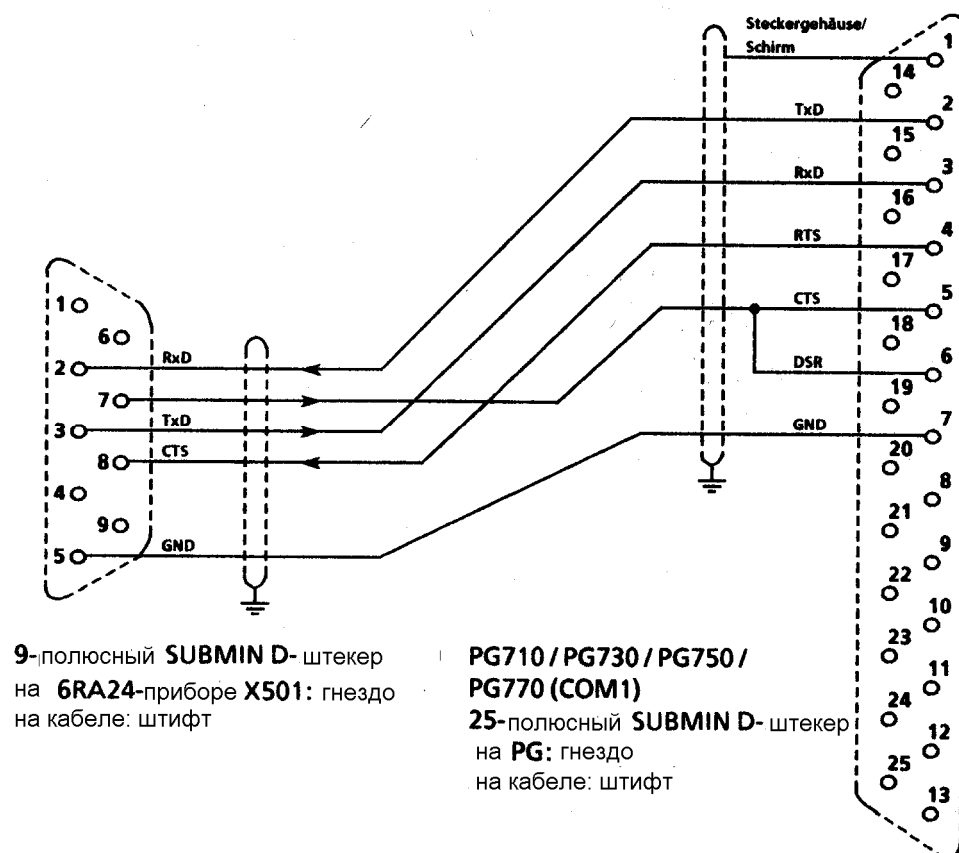 Steckergehäuse/
Schirm
TxD
RxD
RTS
CTS
DSR
GND
1
14
2
15
3
16
4
17
5
18
6
19
7
20
8
21
9
22
10
23
11
24
12
25
13
1
6
2
7
3
8
4
9
5
RxD
TxD
CTS
GND
9-полюсный SUBMIN D- штекер
на 6RA24-приборе X501: гнездо
на кабеле: штифт
PG710 / PG730 / PG750 /
PG770 (COM1)
25-полюсный SUBMIN D- штекер
на PG: гнездо
на кабеле: штифт